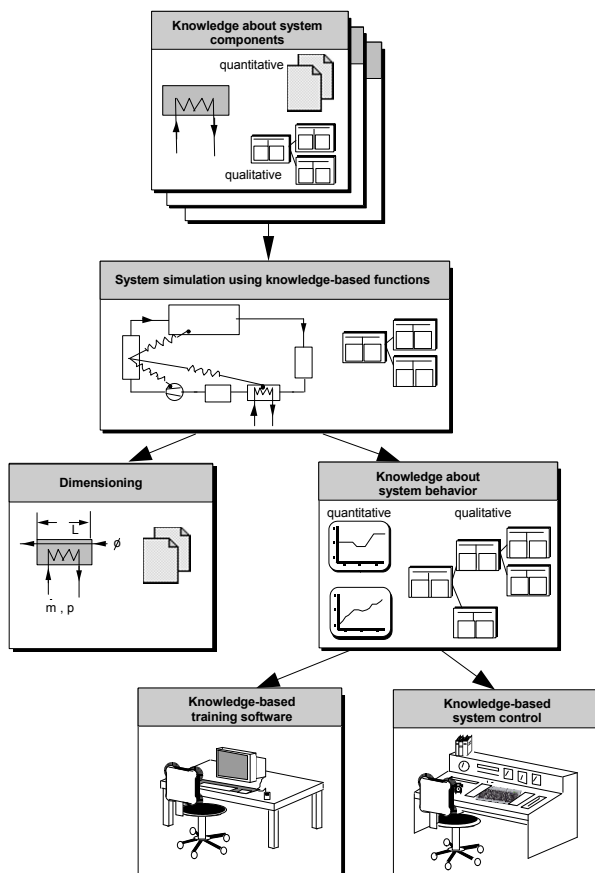 Knowledge about system
components
quantitative
qualitative
System simulation using knowledge-based functions
Dimensioning
L
ø
m , p
Knowledge about
system behavior
quantitative
qualitative
Knowledge-based
training software
Knowledge-based
system control